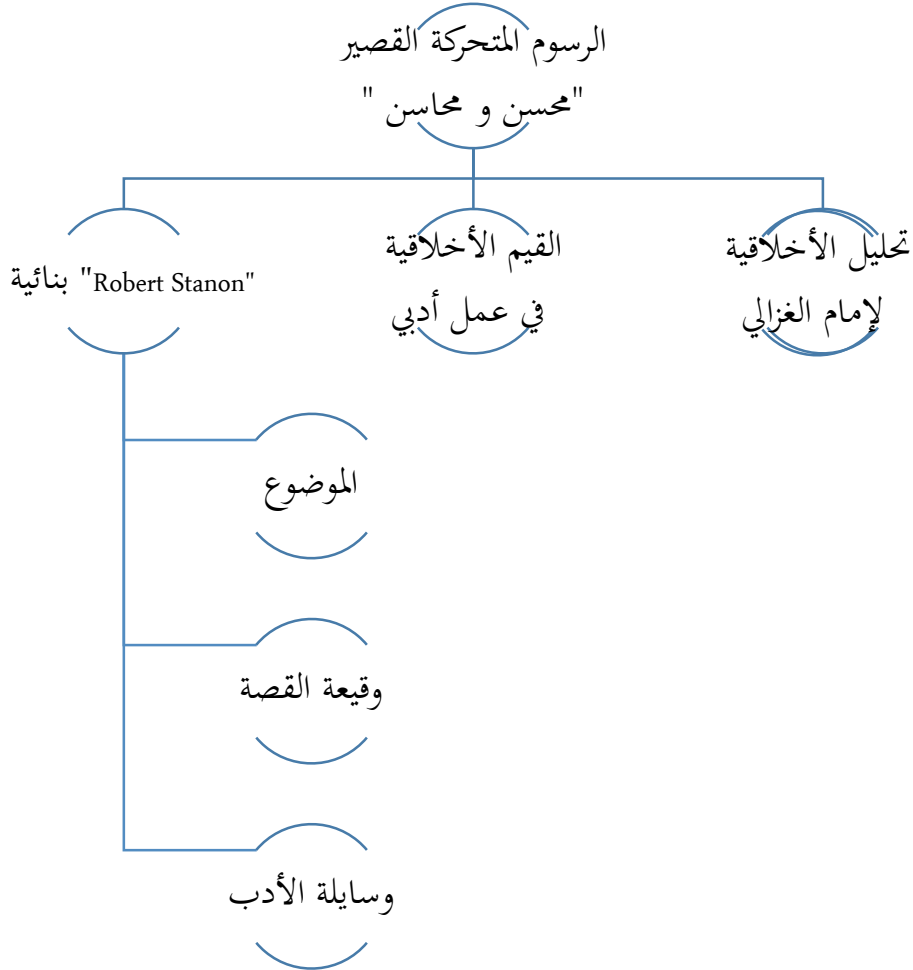 الرسوم المتحركة القصير
"محسن و محاسن "
تحليل الأخلاقية
لإمام الغزالي
القيم الأخلاقية
في عمل أدبي
بنائية "Robert Stanon"
الموضوع
وقيعة القصة
وسايلة الأدب